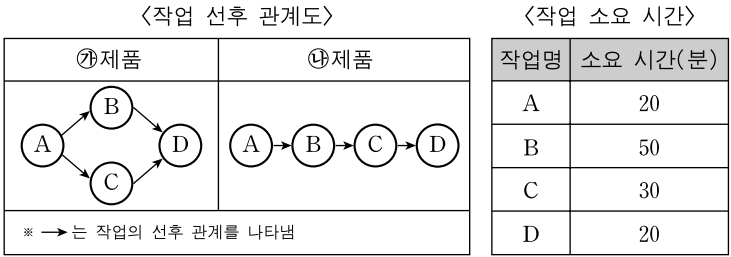 〈작업 선후 관계도〉
㉮제품 ㉯제품
A B C D
A B C D
※ →는 작업의 선후 관계를 나타냄
〈작업 소요 시간〉
작업명 소요 시간(분)
A 20
B 50
C 30
D 20